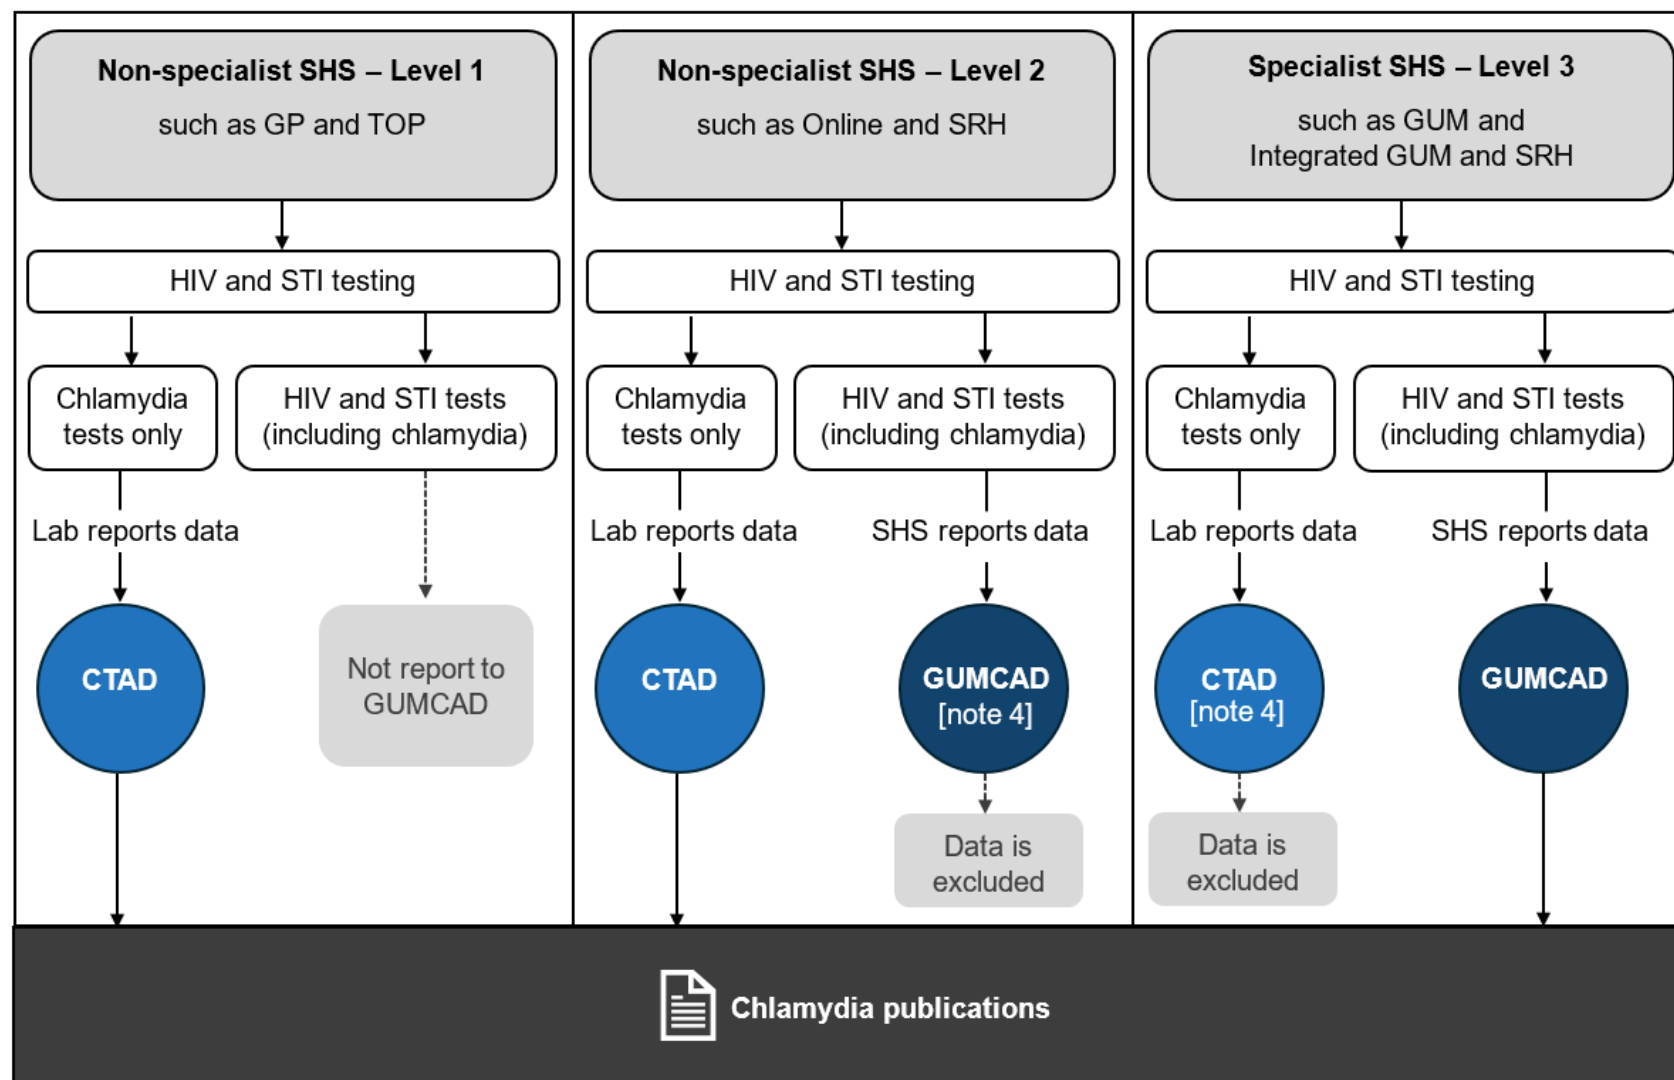 Non-specialist SHS – Level 1
such as GP and TOP
HIV and STI testing
Chlamydia
tests only
HIV and STI tests
(including chlamydia)
Lab reports data
CTAD
Not report to
GUMCAD
Non-specialist SHS – Level 2
such as Online and SRH
HIV and STI testing
Chlamydia
tests only
HIV and STI tests
(including chlamydia)
Lab reports data
SHS reports data
CTAD
GUMCAD
[note 4]
Data is
excluded
Specialist SHS – Level 3
such as GUM and
Integrated GUM and SRH
HIV and STI testing
Chlamydia
tests only
HIV and STI tests
(including chlamydia)
Lab reports data
SHS reports data
CTAD
[note 4]
GUMCAD
Data is
excluded
Chlamydia publications